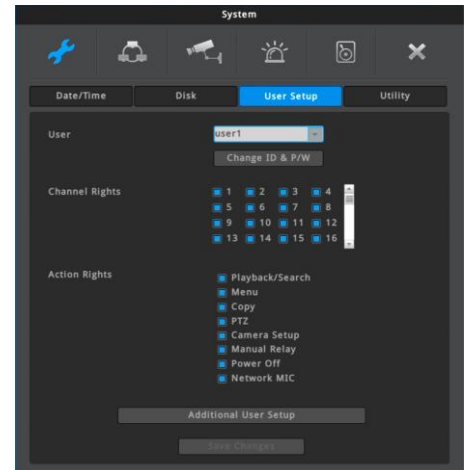 System
Date/Time Disk User Setup Utility
User user1
Change ID & P/W
Channel Rights 1 2 3 4
5 6 7 8
9 10 11 12
13 14 15 16
Action Rights Playback/Search
Menu
Copy
PTZ
Camera Setup
Manual Relay
Power Off
Network MIC
Additional User Setup
Save Changes